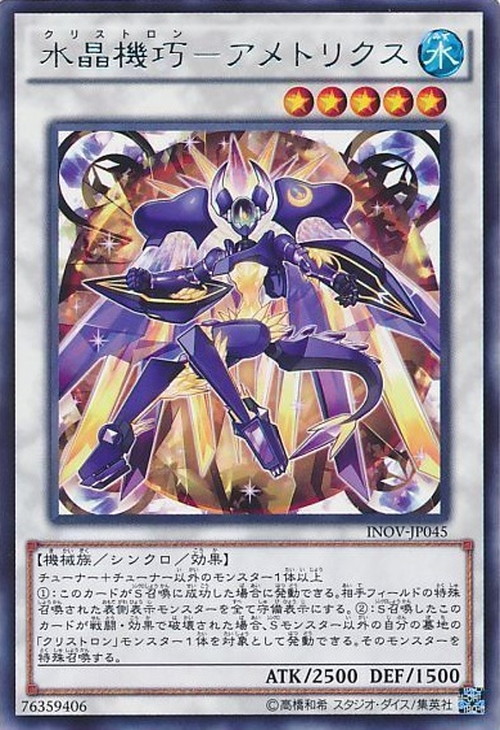 クリストロン
水晶機巧－アメトリクス 水
INOV-JP045
【機械族／シンクロ／効果】
チューナー＋チューナー以外のモンスター1体以上
①：このカードがS召喚に成功した場合に発動できる。相手フィールドの特殊
召喚された表側表示モンスターを全て守備表示にする。②：S召喚したこの
カードが戦闘・効果で破壊された場合、Sモンスター以外の自分の墓地の
「クリストロン」モンスター1体を対象として発動できる。そのモンスターを
特殊召喚する。
ATK/2500 DEF/1500
76359406 ©高橋和希 スタジオ・ダイス/集英社